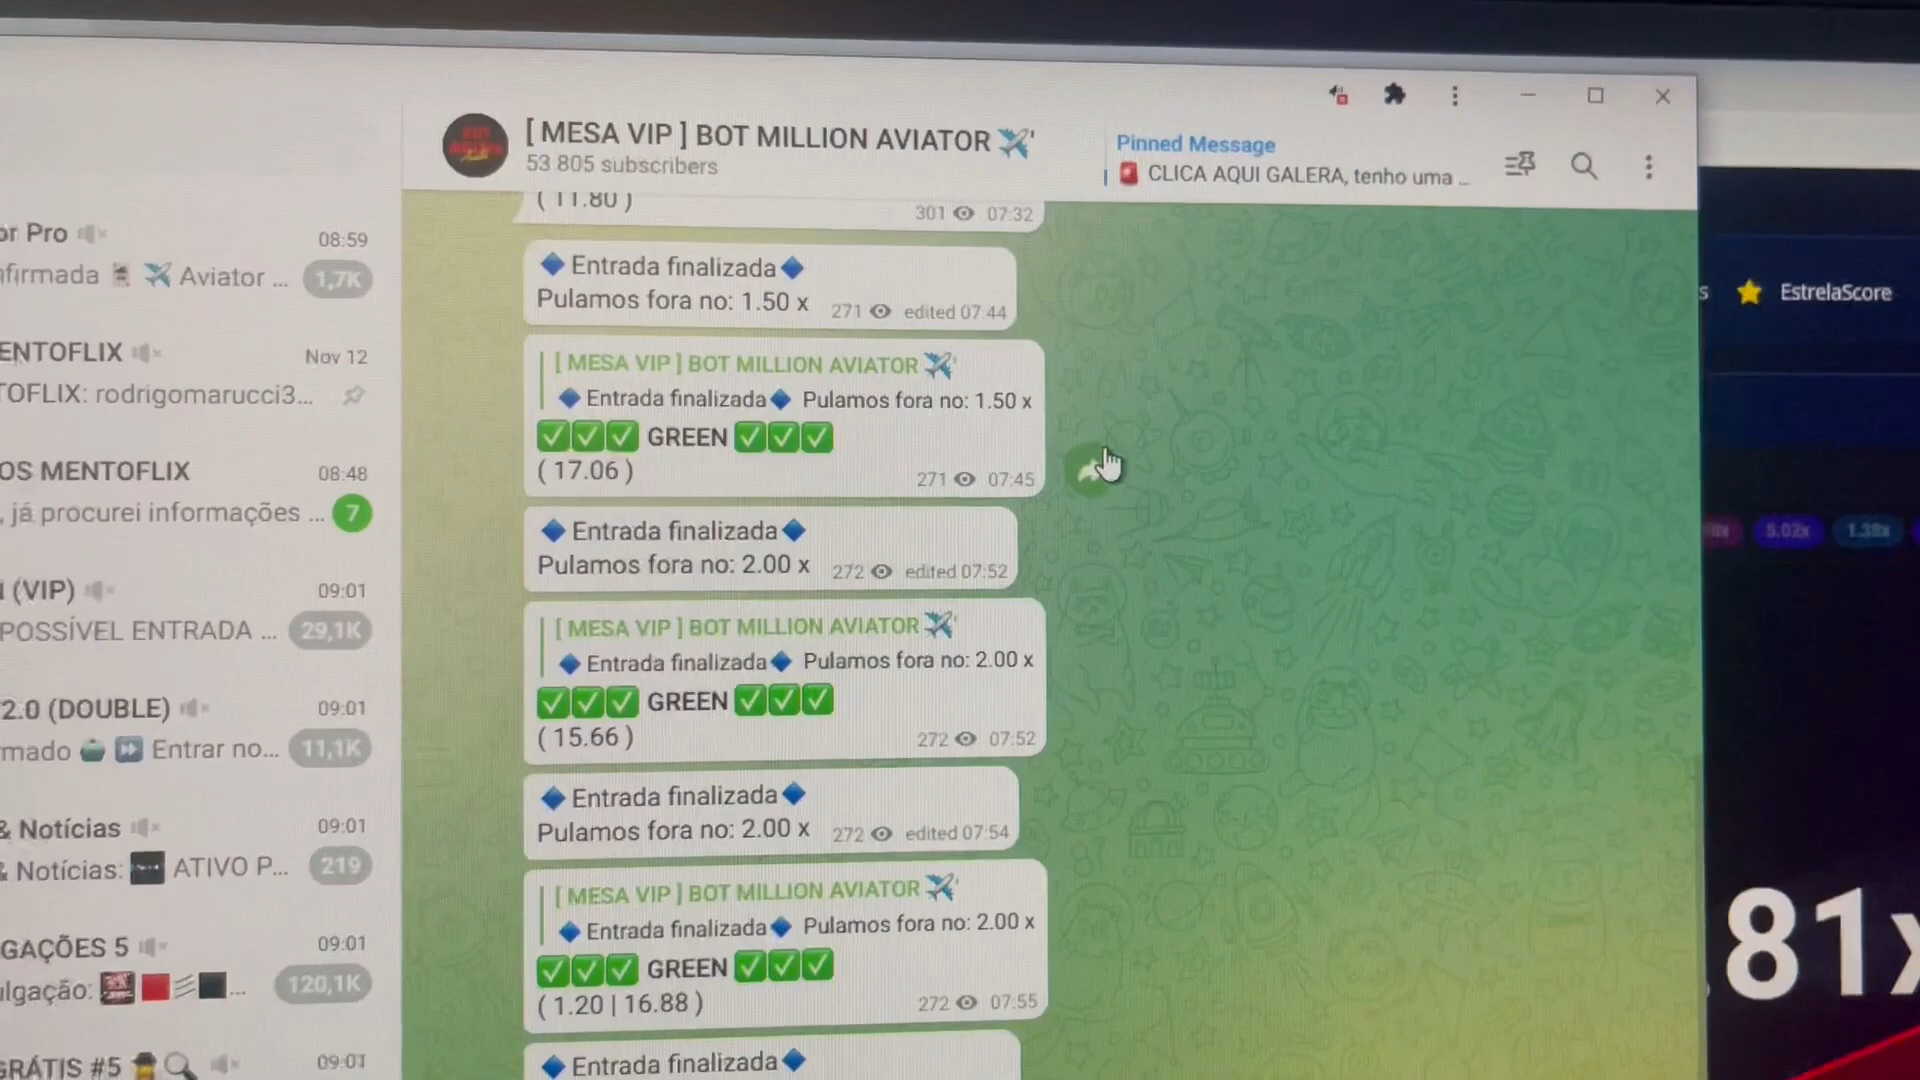 [ MESA VIP ] BOT MILLION AVIATOR
53 805 subscribers
Pinned Message
CLICA AQUI GALERA, tenho uma ...
or Pro
08:59
nfirmada Aviator ...
1,7K
ENTOFLIX
Nov 12
TOFLIX: rodrigomarucci3...
OS MENTOFLIX
08:48
, já procurei informações ...
7
(VIP)
09:01
POSSÍVEL ENTRADA ...
29,1K
2.0 (DOUBLE)
09:01
mado Entrar no...
11,1K
& Notícias
09:01
& Notícias: ATIVO P...
219
GAÇÕES 5
09:01
ulgação: ...
120,1K
GRÁTIS #5
09:01
( 11.80 )
301 07:32
Entrada finalizada
Pulamos fora no: 1.50 x
271 edited 07:44
[ MESA VIP ] BOT MILLION AVIATOR
Entrada finalizada Pulamos fora no: 1.50 x
GREEN
( 17.06 )
271 07:45
Entrada finalizada
Pulamos fora no: 2.00 x
272 edited 07:52
[ MESA VIP ] BOT MILLION AVIATOR
Entrada finalizada Pulamos fora no: 2.00 x
GREEN
( 15.66 )
272 07:52
Entrada finalizada
Pulamos fora no: 2.00 x
272 edited 07:54
[ MESA VIP ] BOT MILLION AVIATOR
Entrada finalizada Pulamos fora no: 2.00 x
GREEN
( 1.20 | 16.88 )
272 07:55
Entrada finalizada
s EstrelaScore
5.02x 1.38x
.81x